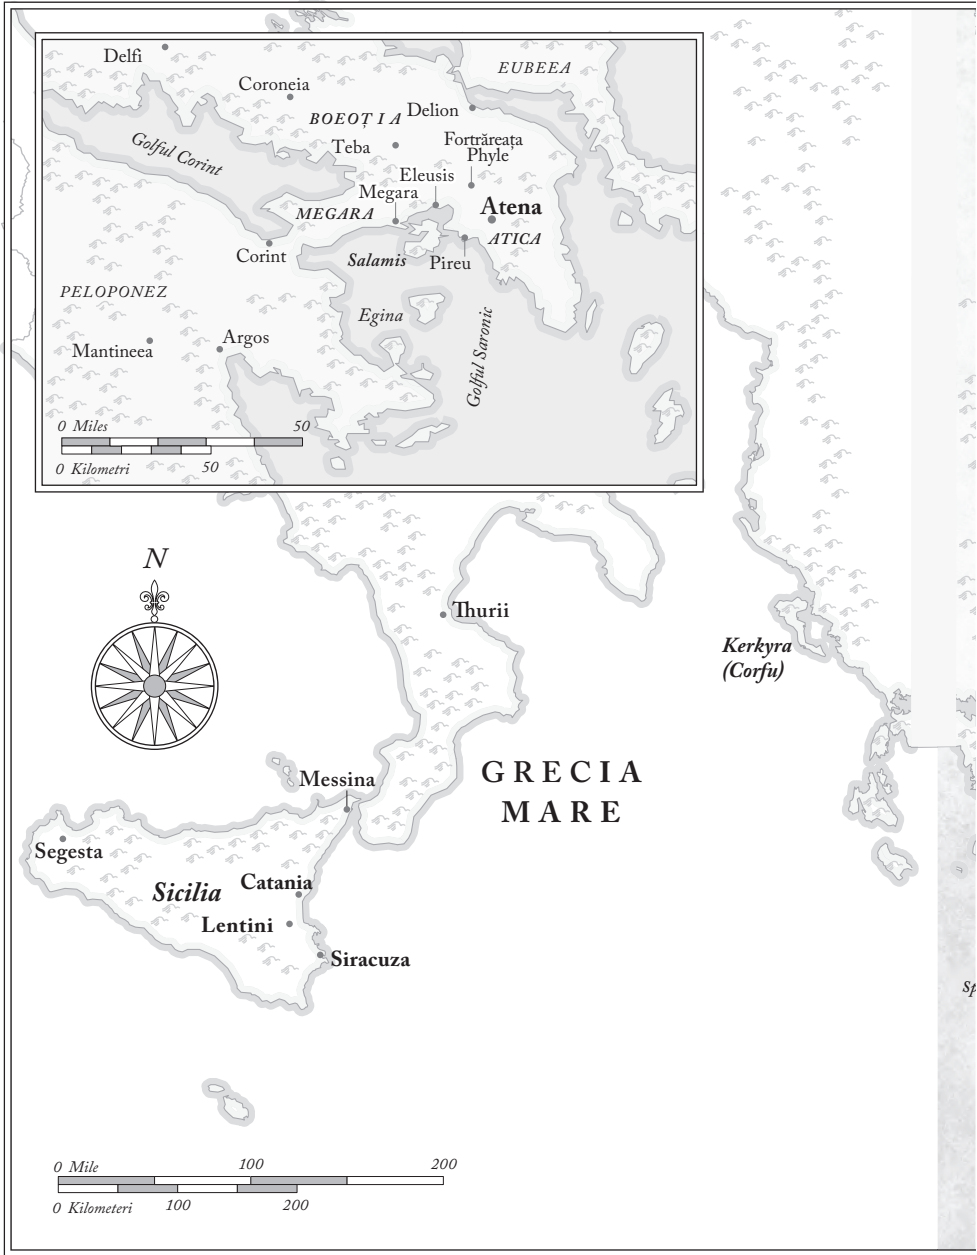 Delfi
EUBEEA
Coroneia
BOEOȚIA
Delion
Golful Corint
Teba
Fortrăreața
Phyle
Eleusis
Megara
MEGARA
Atena
ATICA
Corint
Salamis
Pireu
PELOPONEZ
Egina
Golful Saronic
Mantineea
Argos
0 Miles 50
0 Kilometri 50
N
Thurii
Kerkyra
(Corfu)
GRECIA
MARE
Messina
Segesta
Sicilia
Catania
Lentini
Siracuza
Sp
0 Mile 100 200
0 Kilometeri 100 200